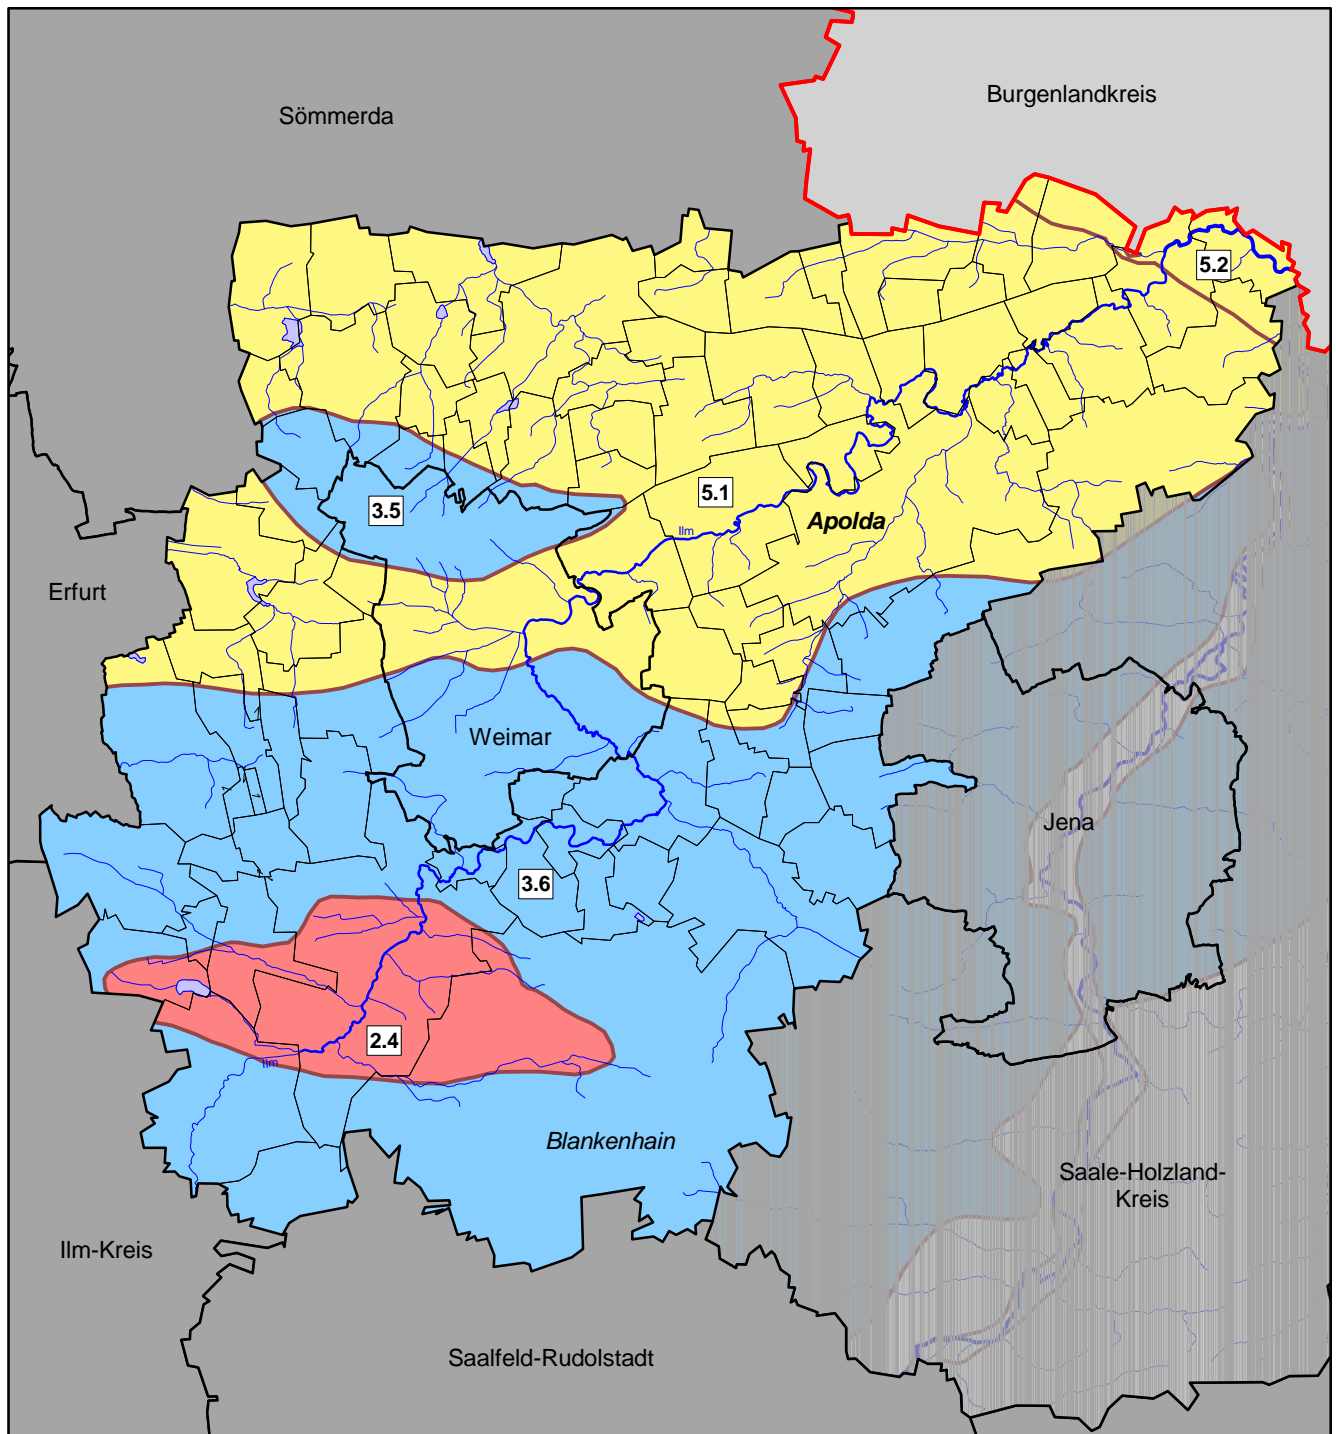 Burgenlandkreis
Sömmerda
5.2
5.1
3.5
Apolda
Ilm
Erfurt
Weimar
Jena
3.6
2.4
Ilm
Blankenhain
Saale-Holzland-
Kreis
Ilm-Kreis
Saalfeld-Rudolstadt